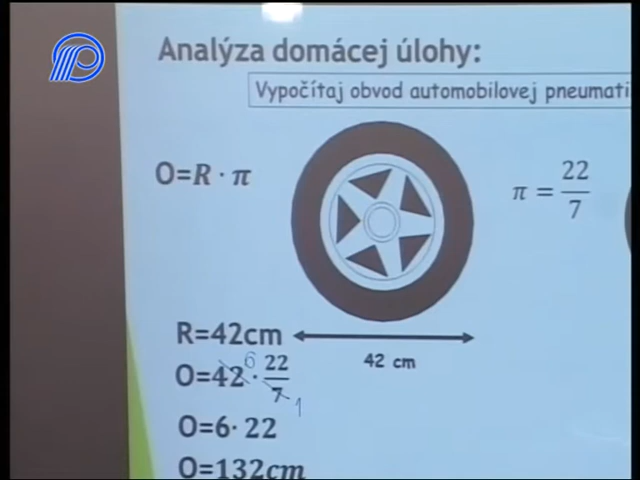 Analýza domácej úlohy:
Vypočítaj obvod automobilovej pneumati
O=R · π
π = 22/7
R=42cm
42 cm
O=42 6 · 22/7 1
O=6· 22
O=132cm